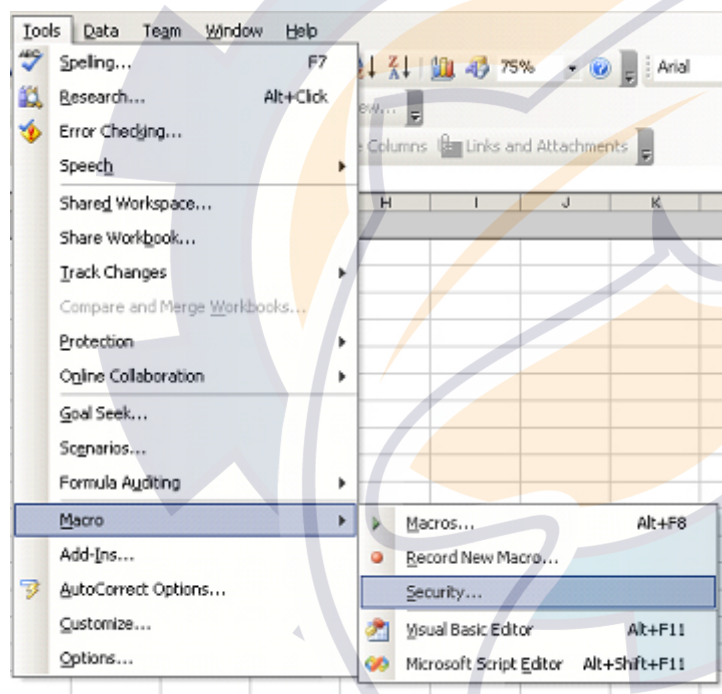 Tools Data Team Window Help
Spelling... F7
75% Arial
Research... Alt+Click
Error Checking...
Columns Links and Attachments
Speech
Shared Workspace...
H I J K
Share Workbook...
Track Changes
Compare and Merge Workbooks...
Protection
Online Collaboration
Goal Seek...
Scenarios...
Formula Auditing
Macro
Macros... Alt+F8
Add-Ins...
Record New Macro...
AutoCorrect Options...
Security...
Customize...
Visual Basic Editor Alt+F11
Options...
Microsoft Script Editor Alt+Shift+F11